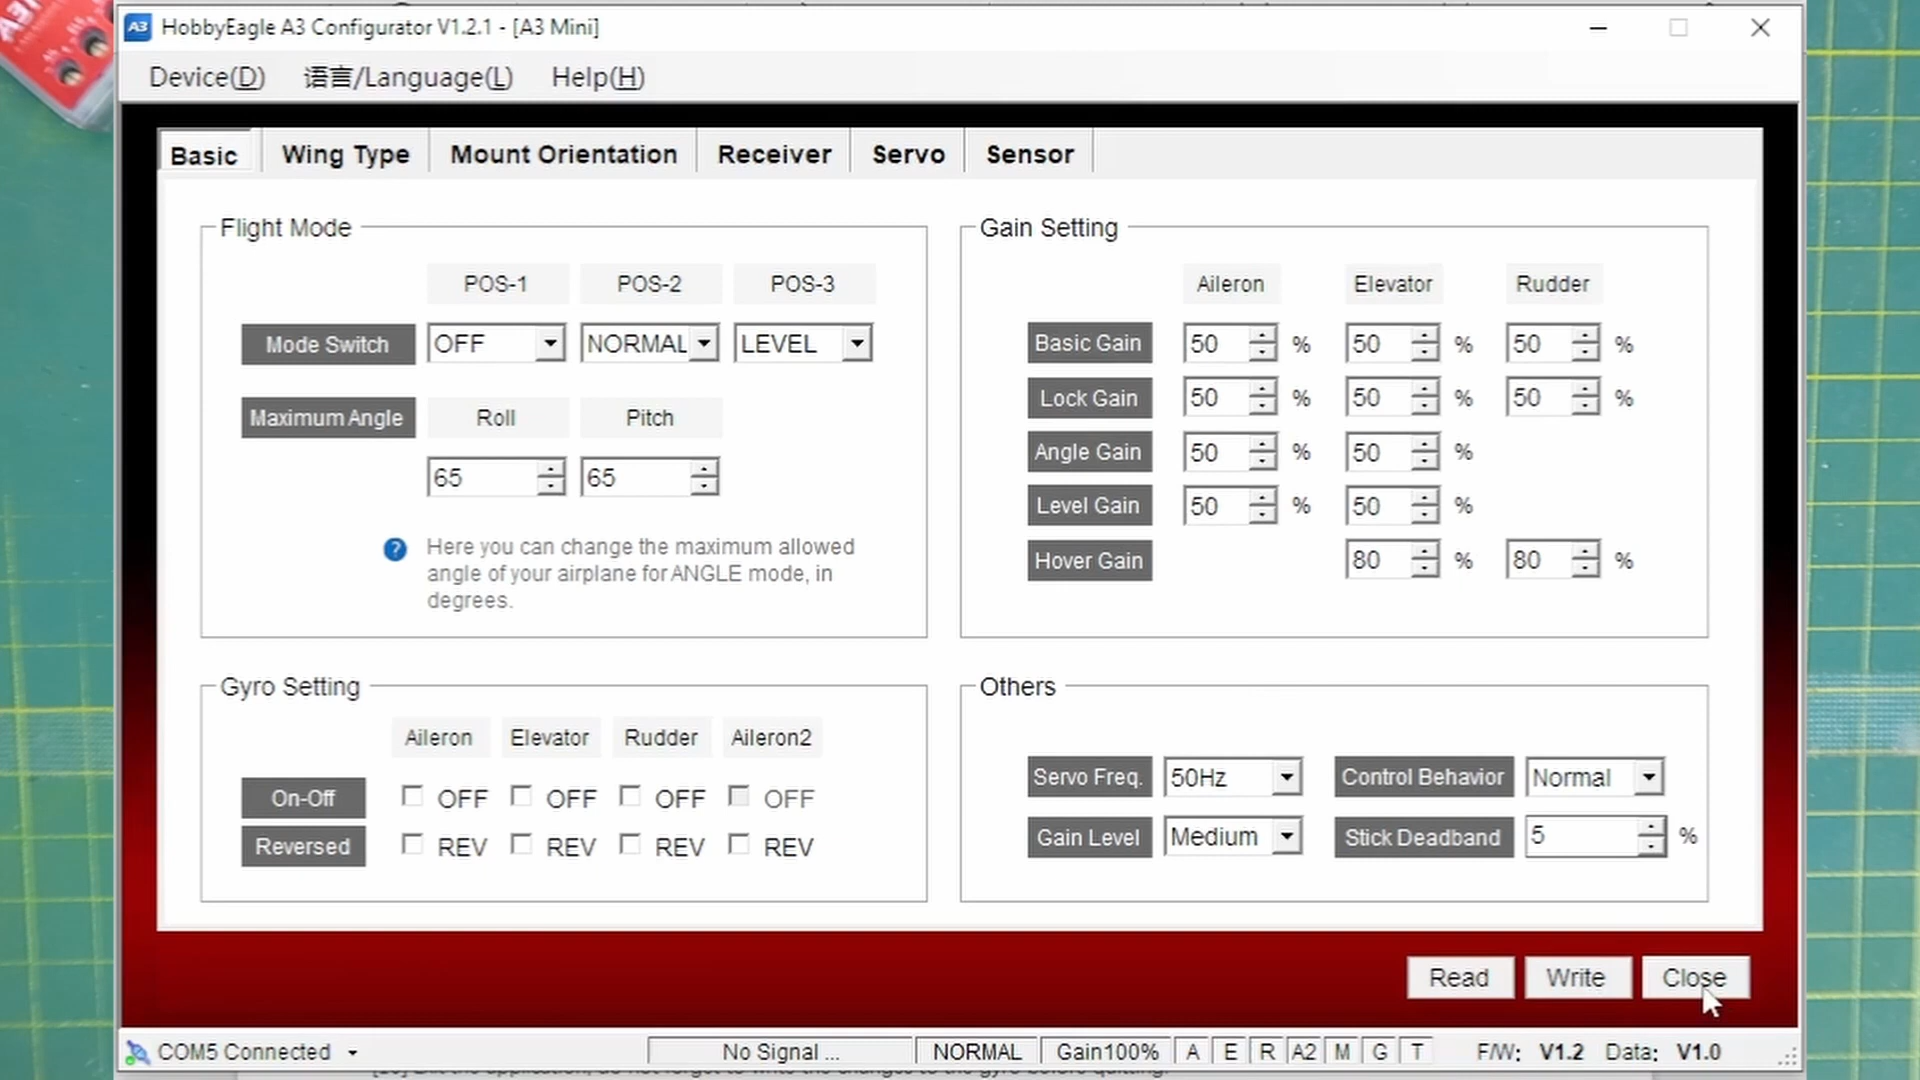 A3
HobbyEagle A3 Configurator V1.2.1 - [A3 Mini]
Device(D) 语言/Language(L) Help(H)
Basic Wing Type Mount Orientation Receiver Servo Sensor
Flight Mode
POS-1 POS-2 POS-3
Mode Switch OFF NORMAL LEVEL
Maximum Angle Roll Pitch
65 65
? Here you can change the maximum allowed
angle of your airplane for ANGLE mode, in
degrees.
Gain Setting
Aileron Elevator Rudder
Basic Gain 50 % 50 % 50 %
Lock Gain 50 % 50 % 50 %
Angle Gain 50 % 50 %
Level Gain 50 % 50 %
Hover Gain 80 % 80 %
Gyro Setting
Aileron Elevator Rudder Aileron2
On-Off OFF OFF OFF OFF
Reversed REV REV REV REV
Others
Servo Freq. 50Hz Control Behavior Normal
Gain Level Medium Stick Deadband 5 %
Read Write Close
COM5 Connected No Signal ... NORMAL Gain100% A E R A2 M G T F/W: V1.2 Data: V1.0